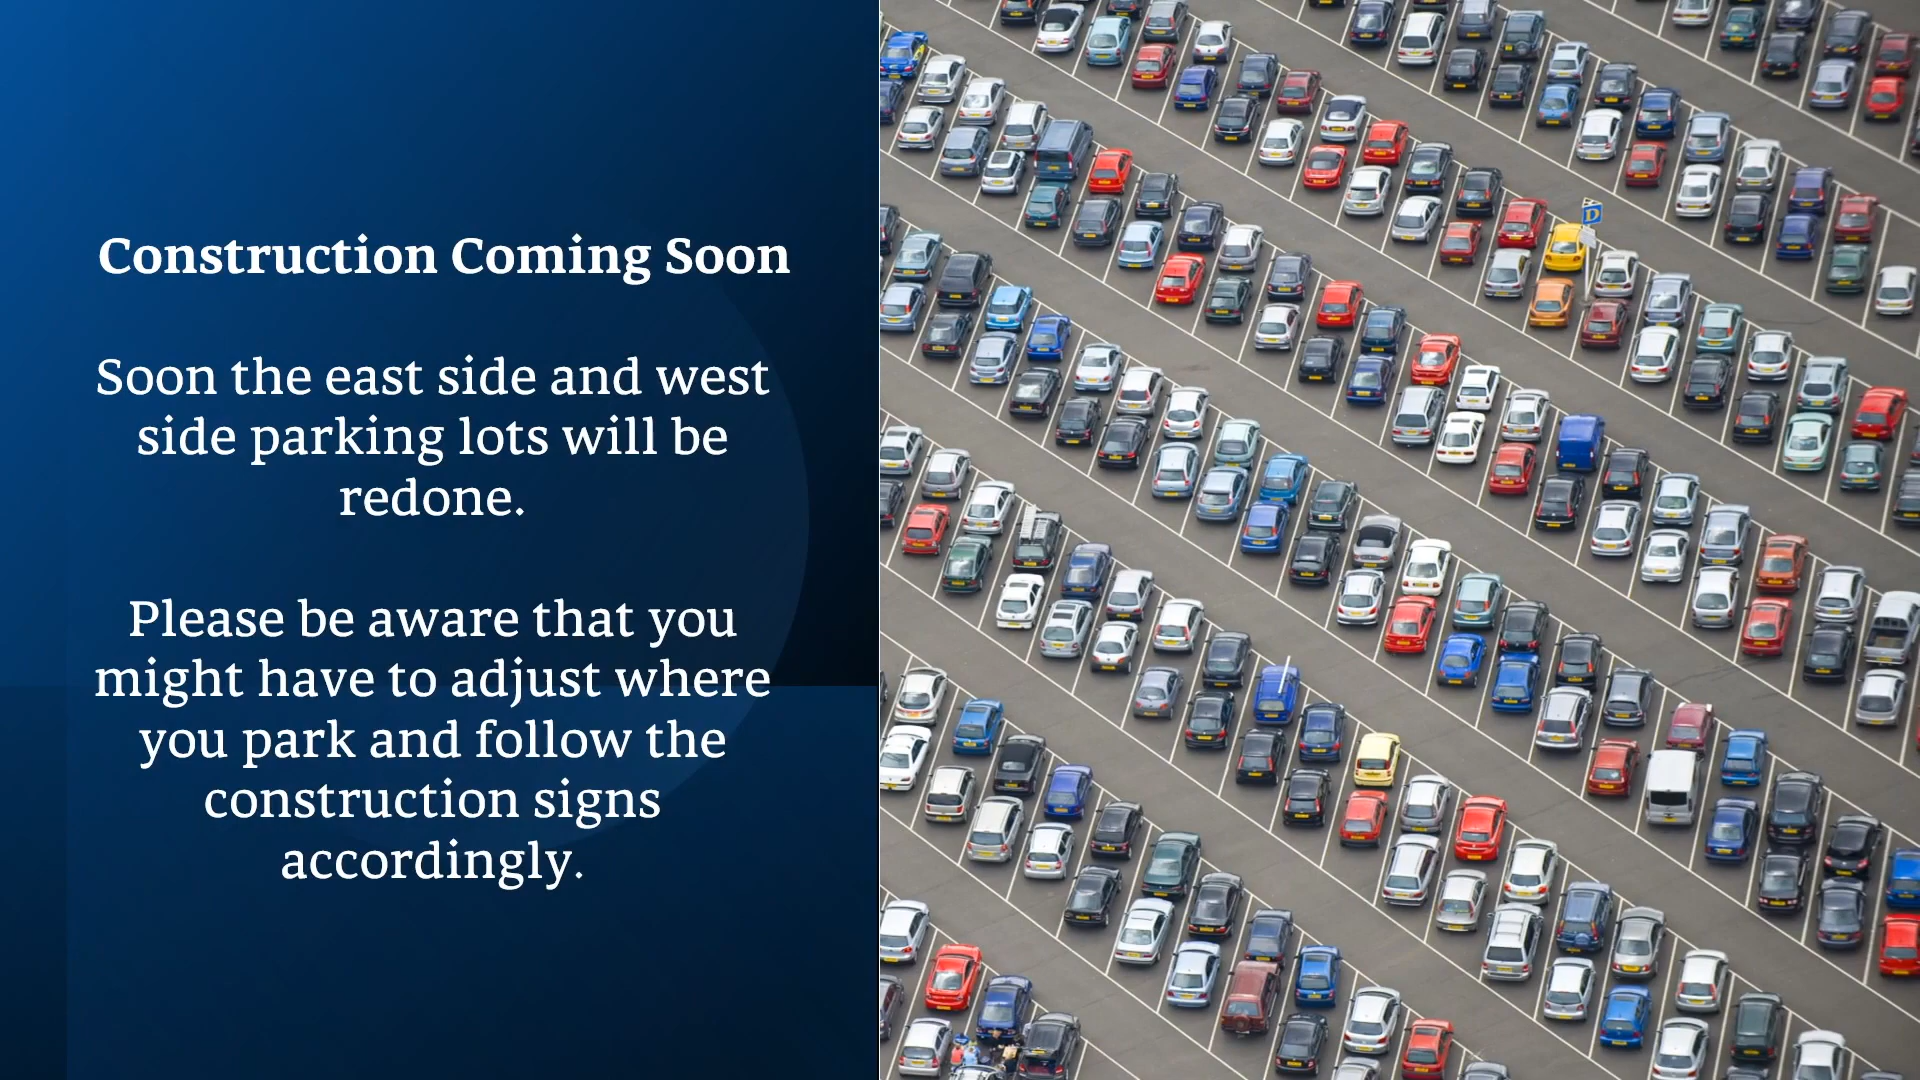 Construction Coming Soon
Soon the east side and west
side parking lots will be
redone.
Please be aware that you
might have to adjust where
you park and follow the
construction signs
accordingly.
D